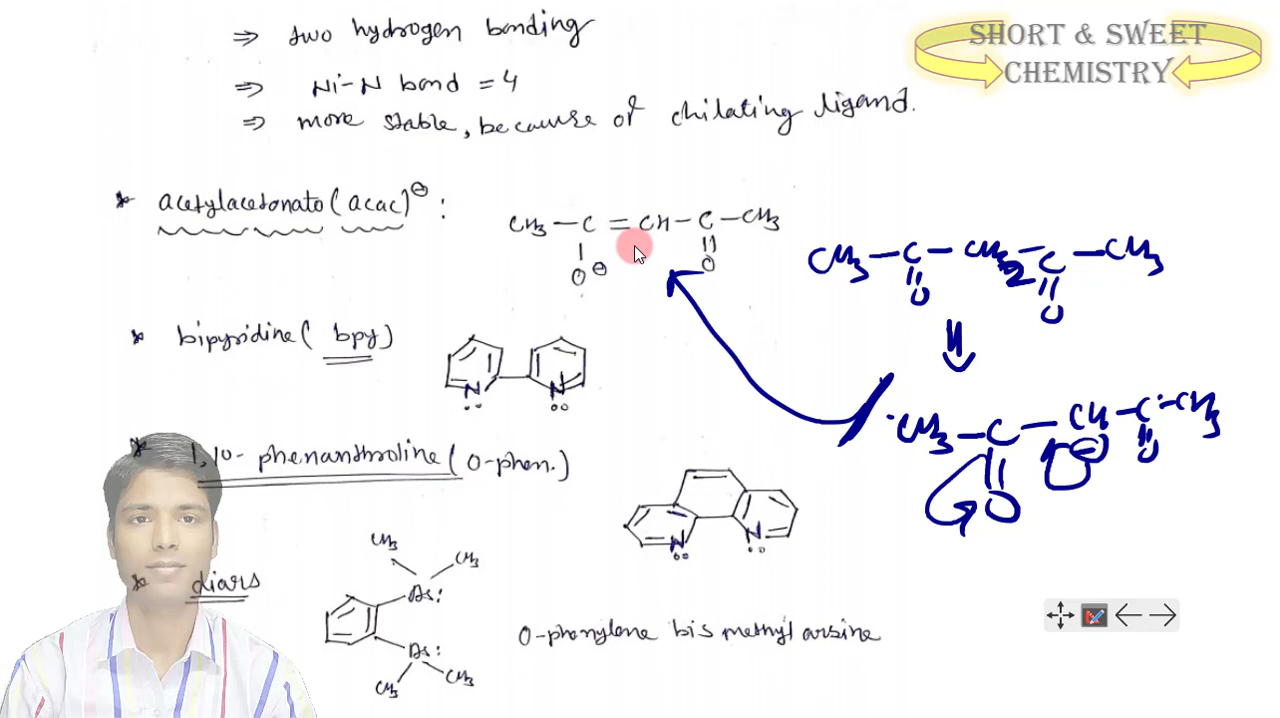 ⇒ two hydrogen bonding
SHORT & SWEET
CHEMISTRY
⇒ Ni-N bond = 4
⇒ more stable, because of chilating ligand.
* acetylacetonato (acac)⊖ :
CH3 — C = CH — C — CH3
O⊖ O
CH3 — C — CH2 — C — CH3
O O
* bipyridine ( bpy )
N N
CH3 — C — CH — C — CH3
O ⊖ O
* 1,10- phenanthroline ( O-phen. )
N N
* diars
CH3 CH3
As:
As:
CH3 CH3
O-phenylene bis methyl arsine